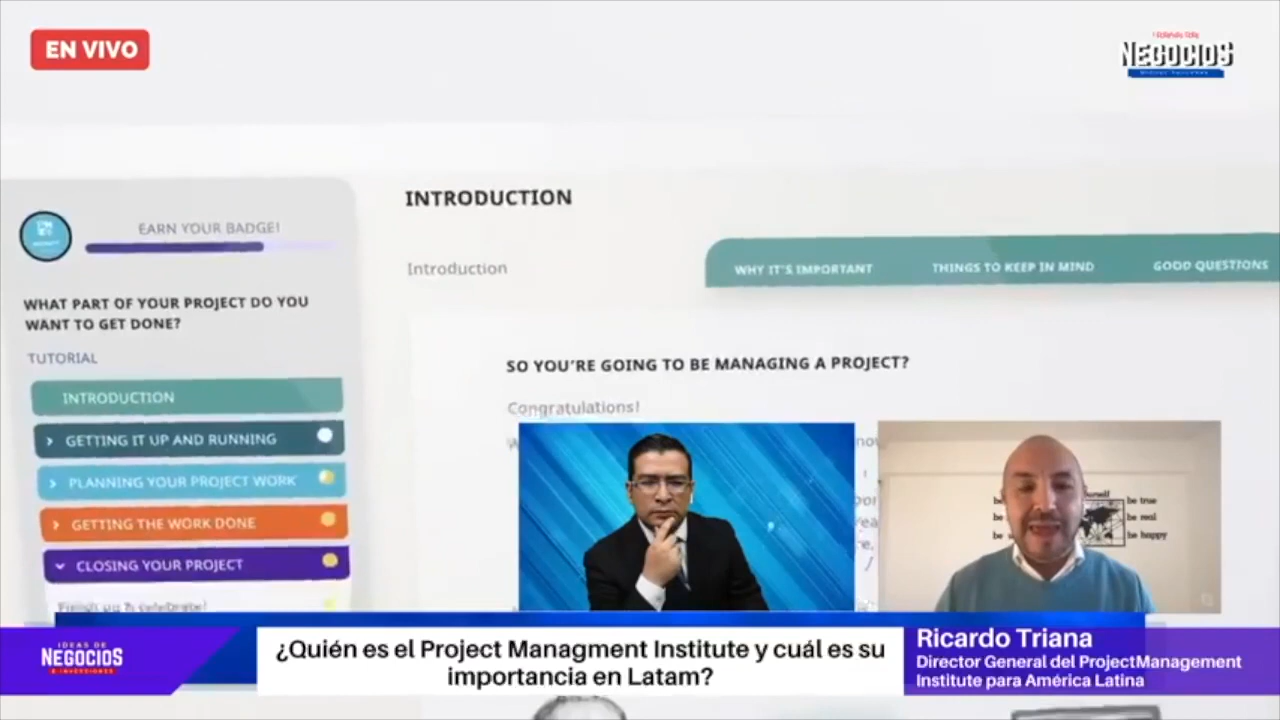 EN VIVO
NEGOCIOS
INTRODUCTION
EARN YOUR BADGE!
Introduction
WHY IT'S IMPORTANT
THINGS TO KEEP IN MIND
GOOD QUESTIONS
WHAT PART OF YOUR PROJECT DO YOU
WANT TO GET DONE?
TUTORIAL
INTRODUCTION
GETTING IT UP AND RUNNING
PLANNING YOUR PROJECT WORK
GETTING THE WORK DONE
CLOSING YOUR PROJECT
Finish up & celebrate!
SO YOU'RE GOING TO BE MANAGING A PROJECT?
Congratulations!
be true
be real
be happy
IDEAS DE
NEGOCIOS
E INVERSIONES
¿Quién es el Project Managment Institute y cuál es su
importancia en Latam?
Ricardo Triana
Director General del ProjectManagement
Institute para América Latina